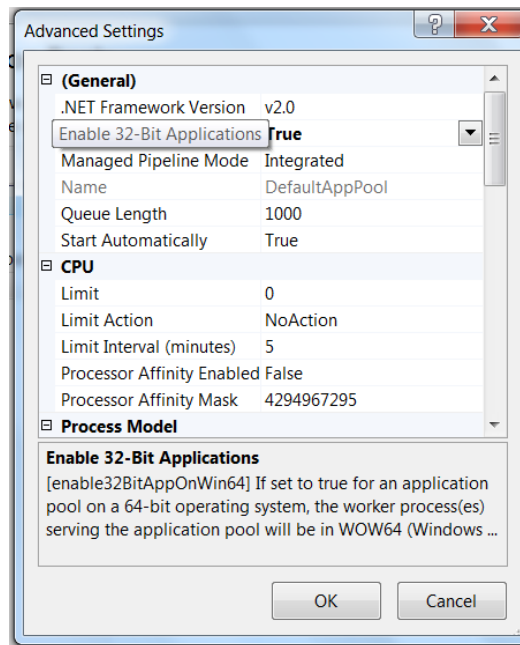 Advanced Settings
(General)
.NET Framework Version v2.0
Enable 32-Bit Applications True
Managed Pipeline Mode Integrated
Name DefaultAppPool
Queue Length 1000
Start Automatically True
CPU
Limit 0
Limit Action NoAction
Limit Interval (minutes) 5
Processor Affinity Enabled False
Processor Affinity Mask 4294967295
Process Model
Enable 32-Bit Applications
[enable32BitAppOnWin64] If set to true for an application
pool on a 64-bit operating system, the worker process(es)
serving the application pool will be in WOW64 (Windows ...
OK Cancel